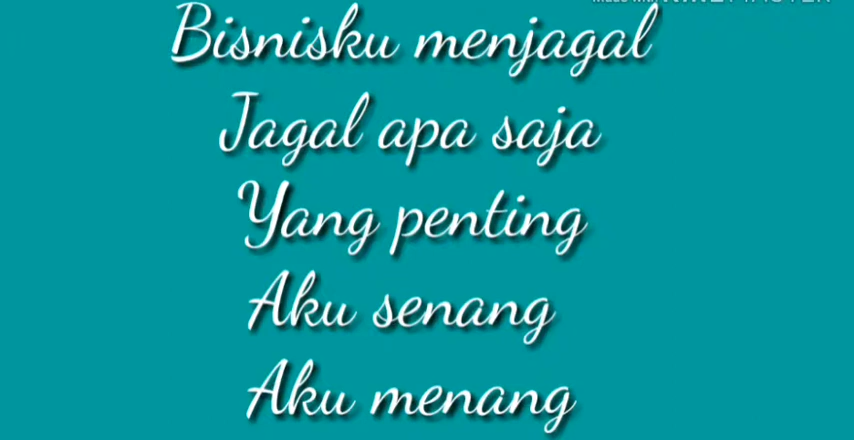 Bisnisku menjagal
Jagal apa saja
Yang penting
Aku senang
Aku menang